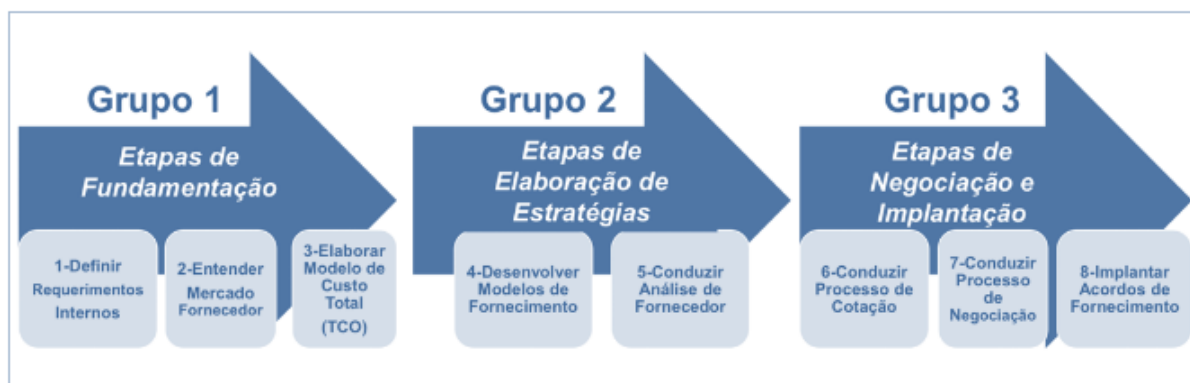 Grupo 1
Etapas de
Fundamentação
1-Definir
Requerimentos
Internos
2-Entender
Mercado
Fornecedor
3-Elaborar
Modelo de
Custo
Total
(TCO)
Grupo 2
Etapas de
Elaboração de
Estratégias
4-Desenvolver
Modelos de
Fornecimento
5-Conduzir
Análise de
Fornecedor
Grupo 3
Etapas de
Negociação e
Implantação
6-Conduzir
Processo de
Cotação
7-Conduzir
Processo
de
Negociação
8-Implantar
Acordos de
Fornecimento